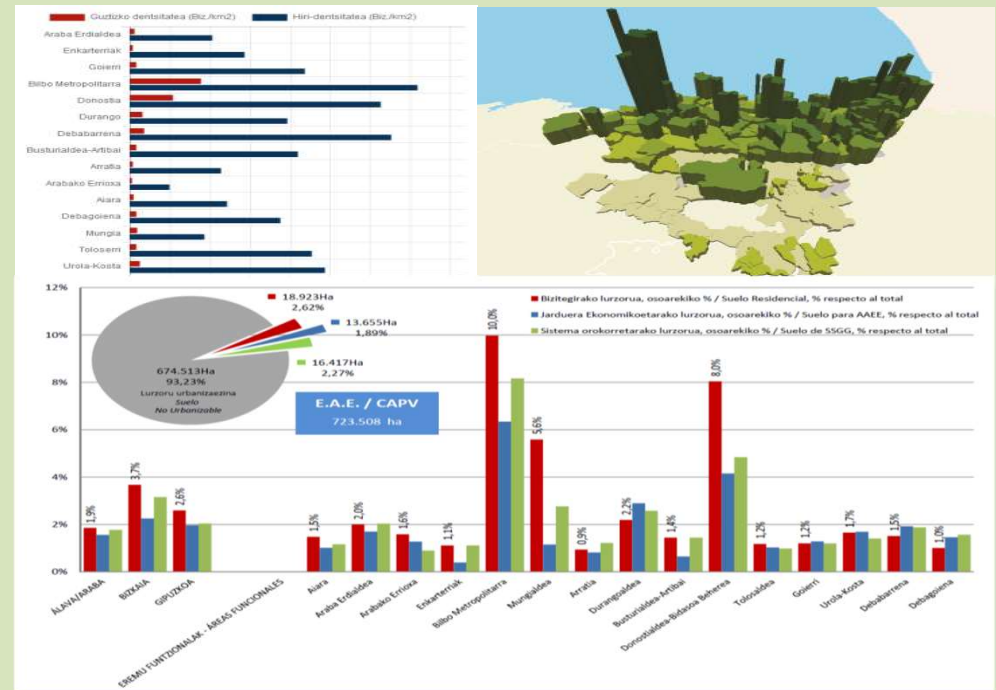 Guztizko dentsitatea (Biz./km2) Hiri-dentsitatea (Biz./km2)
Araba Erdialdea
Enkarterriak
Goierri
Bilbo Metropolitarra
Donostia
Durango
Debabarrena
Busturialdea-Artibai
Arratia
Arabako Errioxa
Aiara
Debagoiena
Mungia
Toloserri
Urola-Kosta
12%
10%
8%
6%
4%
2%
0%
18.923Ha
2,62%
13.655Ha
1,89%
16.417Ha
2,27%
674.513Ha
93,23%
Lurzoru urbanizaezina
Suelo
No Urbanizable
E.A.E. / CAPV
723.508 ha
Bizitegirako lurzorua, osoarekiko % / Suelo Residencial, % respecto al total
Jarduera Ekonomikoetarako lurzorua, osoarekiko % / Suelo para AAEE, % respecto al total
Sistema orokorretarako lurzorua, osoarekiko % / Suelo de SSGG, % respecto al total
1,9%
3,7%
2,6%
1,5%
2,0%
1,6%
1,1%
10,0%
5,6%
0,9%
2,2%
1,4%
8,0%
1,2%
1,2%
1,7%
1,5%
1,0%
ÁLAVA/ARABA
BIZKAIA
GIPUZKOA
EREMU FUNTZIONALAK - ÁREAS FUNCIONALES
Aiara
Araba Erdialdea
Arabako Errioxa
Enkarterriak
Bilbo Metropolitarra
Mungialdea
Arratia
Durangoaldea
Busturialdea-Artibai
Donostialdea-Bidasoa Beherea
Tolosaldea
Goierri
Urola-Kosta
Debabarrena
Debagoiena